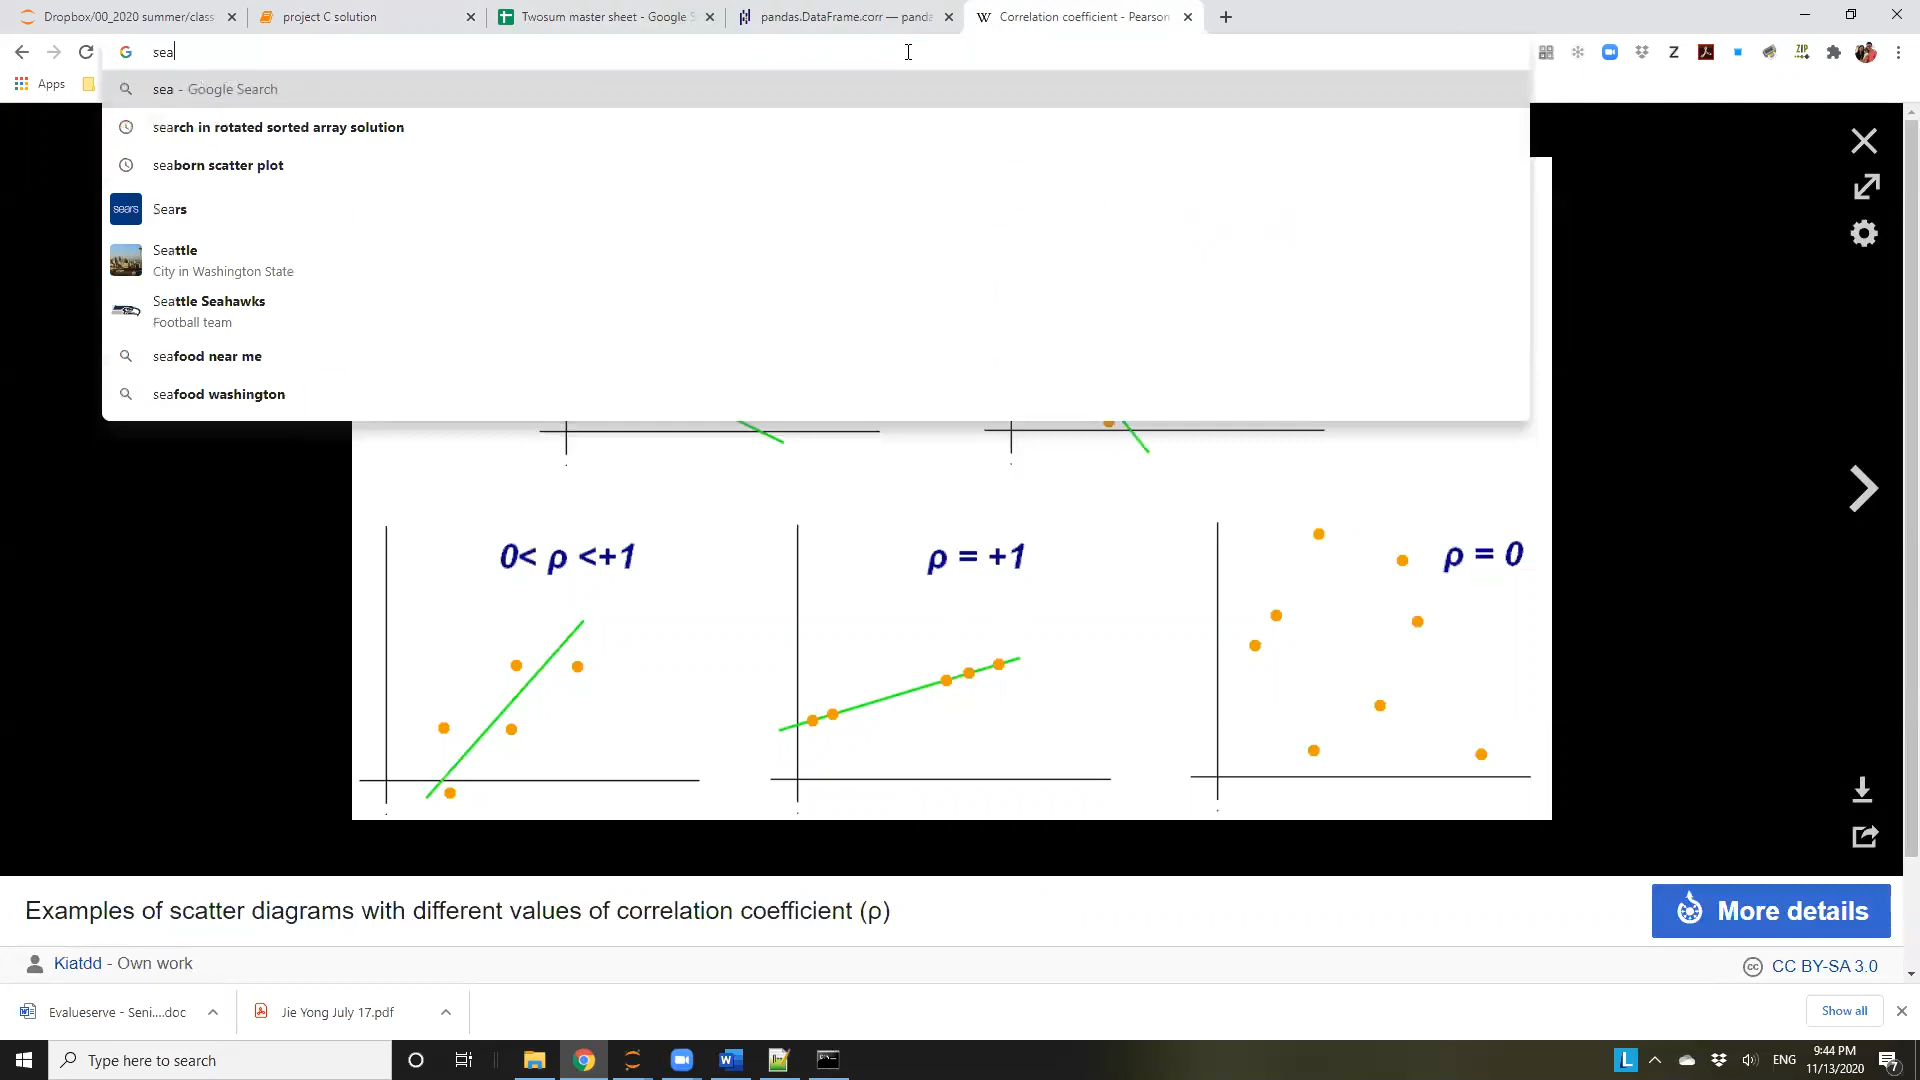 Dropbox/00_2020 summer/class
project C solution
Twosum master sheet - Google S
pandas.DataFrame.corr — panda
W Correlation coefficient - Pearson
sea
Apps
sea - Google Search
search in rotated sorted array solution
seaborn scatter plot
sears Sears
Seattle
City in Washington State
Seattle Seahawks
Football team
seafood near me
seafood washington
0< ρ <+1
ρ = +1
ρ = 0
Examples of scatter diagrams with different values of correlation coefficient (ρ)
More details
Kiatdd - Own work
cc CC BY-SA 3.0
Evalueserve - Seni....doc
Jie Yong July 17.pdf
Show all
Type here to search
L
ENG
9:44 PM
11/13/2020
7